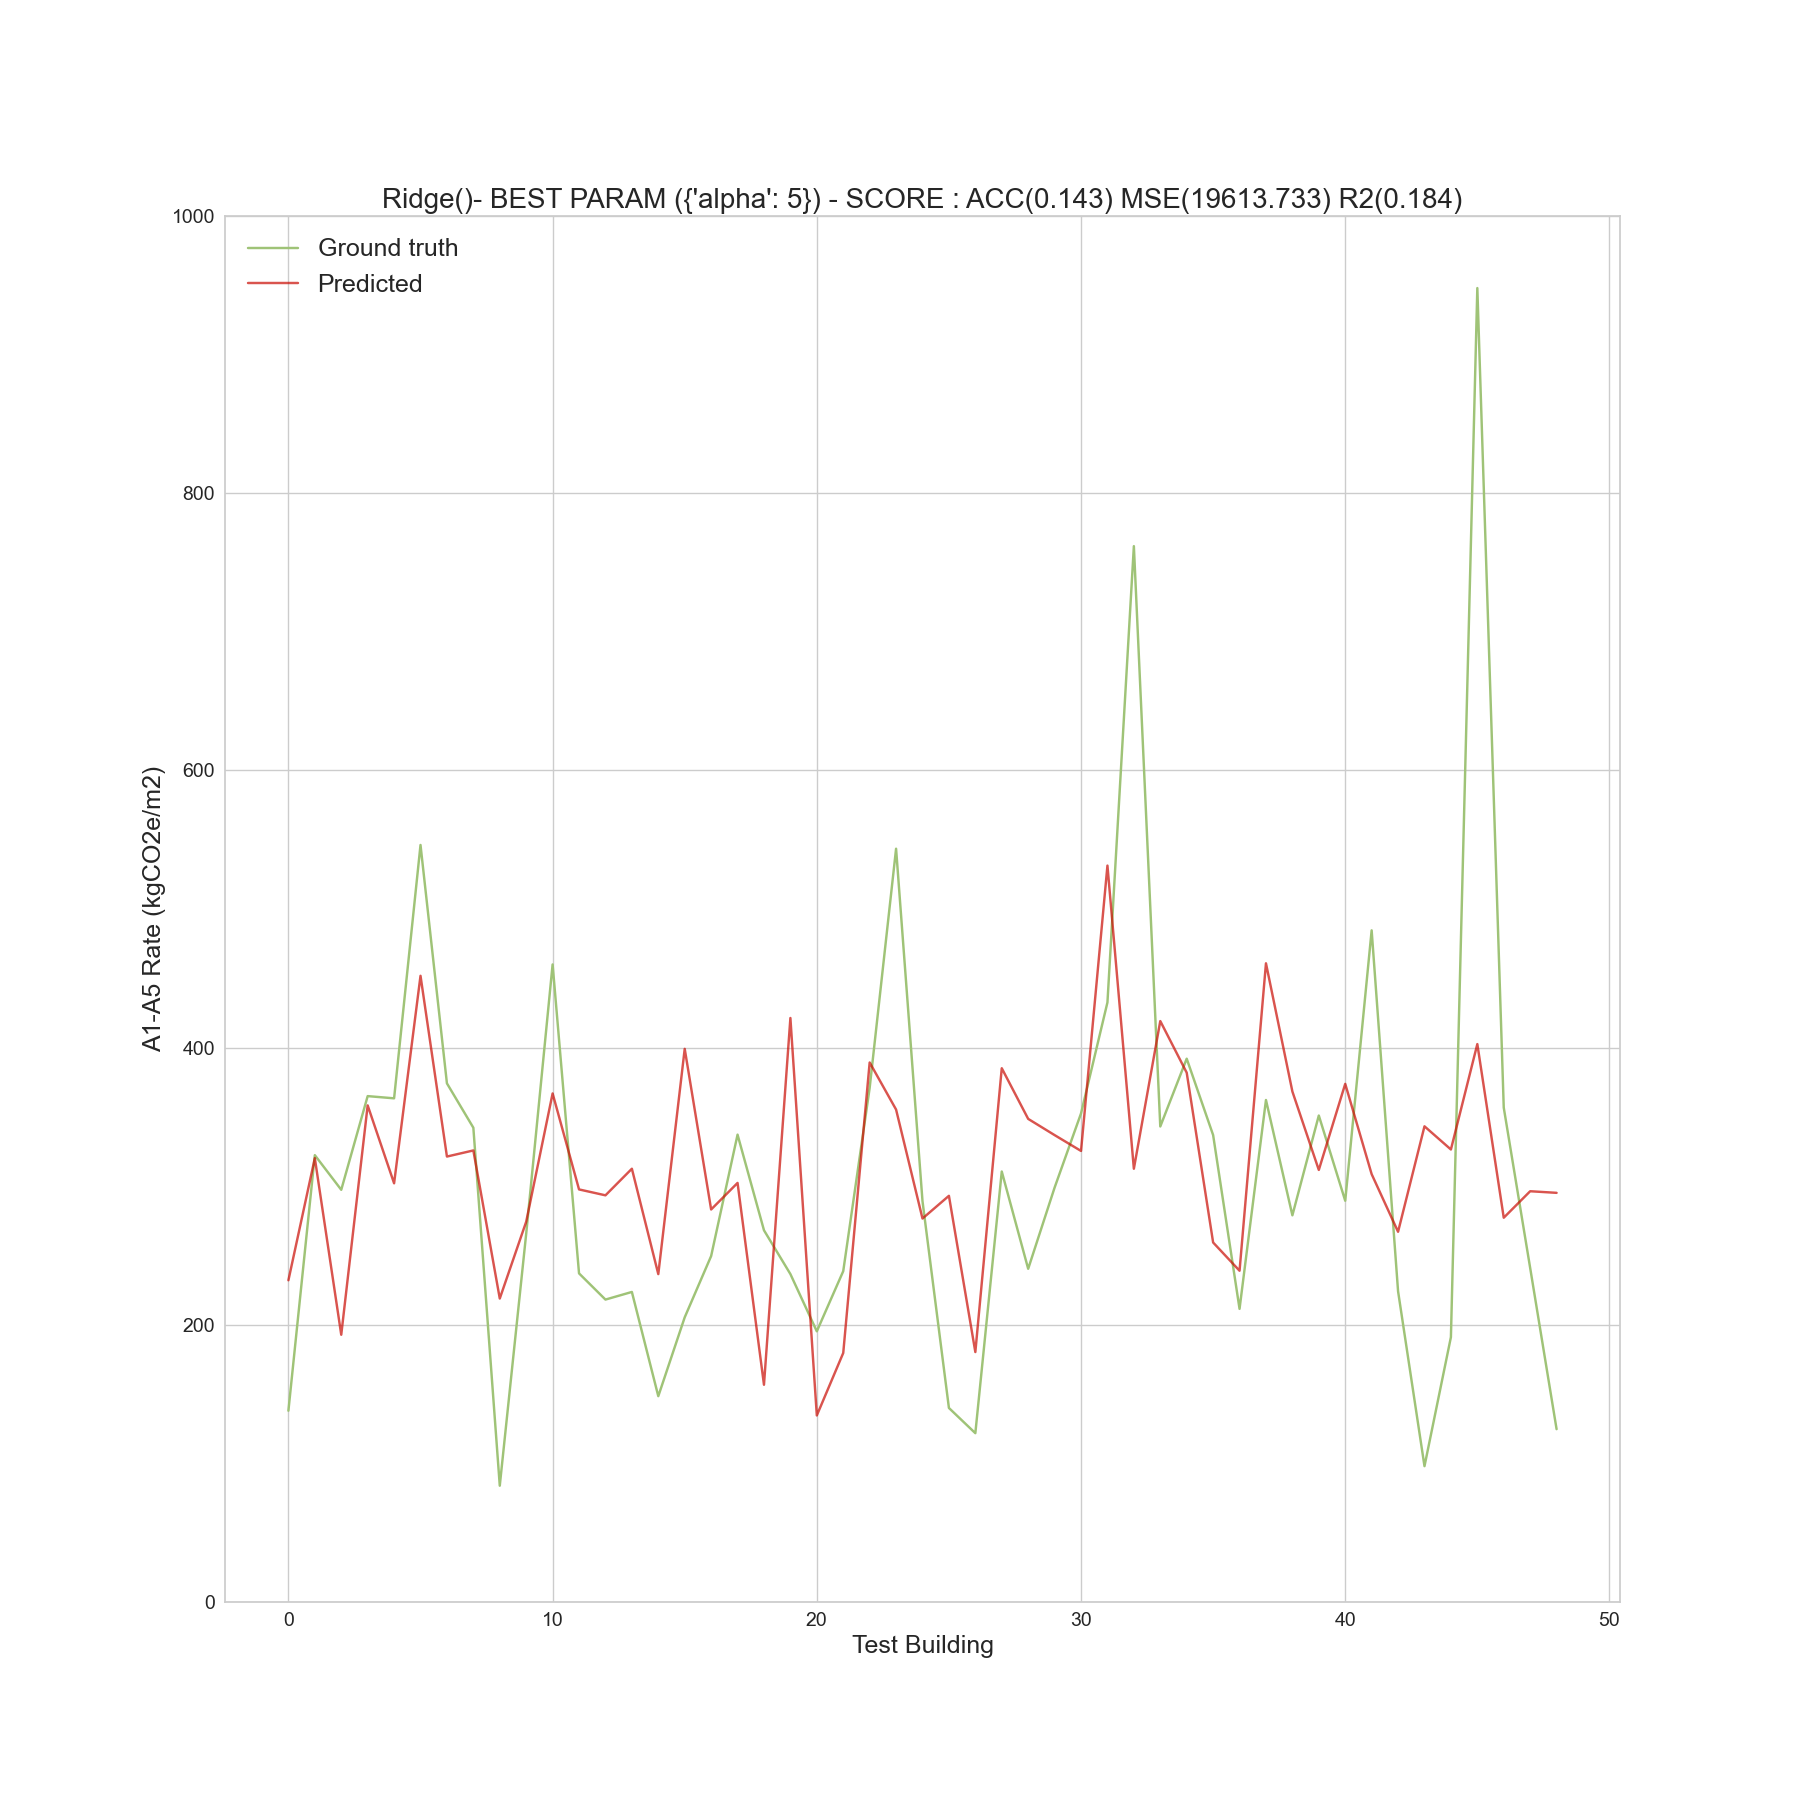 Ridge()- BEST PARAM ({'alpha': 5}) - SCORE : ACC(0.143) MSE(19613.733) R2(0.184)
1000
800
600
400
200
0
A1-A5 Rate (kgCO2e/m2)
Ground truth
Predicted
0 10 20 30 40 50
Test Building